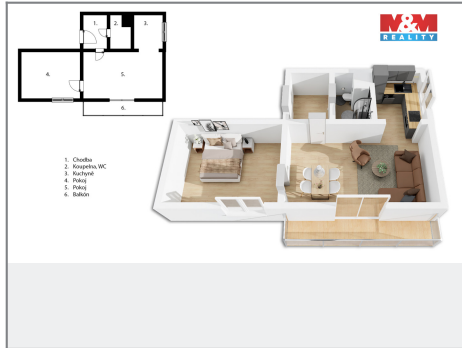 1.
2.
3.
4.
5.
6.
M&M
REALITY
1. Chodba
2. Koupelna, WC
3. Kuchyně
4. Pokoj
5. Pokoj
6. Balkón